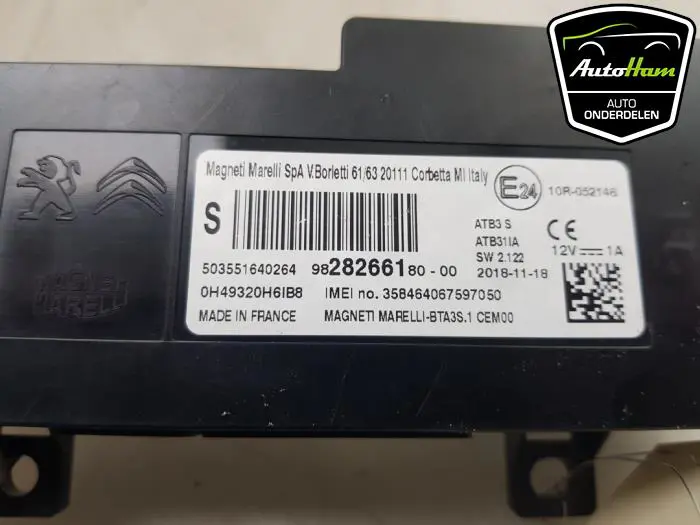 AutoHam
AUTO
ONDERDELEN
Magneti Marelli SpA V.Borletti 61/63 20111 Corbetta MI Italy
E24
10R-052146
S
ATB3 S
ATB31IA
SW 2.122
2018-11-18
CE
12V 1A
503551640264 9828266180-00
0H49320H6IB8 IMEI no. 358464067597050
MADE IN FRANCE MAGNETI MARELLI-BTA3S.1 CEM00
MAGNETI
MARELLI